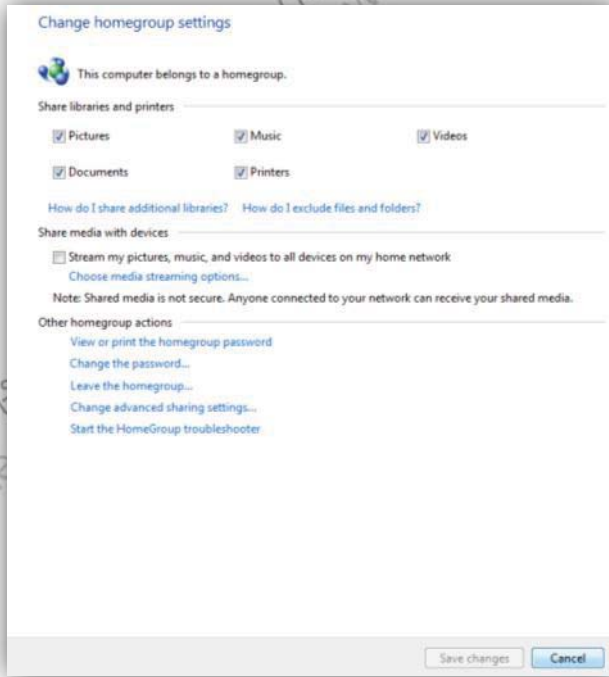 Change homegroup settings
This computer belongs to a homegroup.
Share libraries and printers
Pictures Music Videos
Documents Printers
How do I share additional libraries? How do I exclude files and folders?
Share media with devices
Stream my pictures, music, and videos to all devices on my home network
Choose media streaming options...
Note: Shared media is not secure. Anyone connected to your network can receive your shared media.
Other homegroup actions
View or print the homegroup password
Change the password...
Leave the homegroup...
Change advanced sharing settings...
Start the HomeGroup troubleshooter
Save changes Cancel